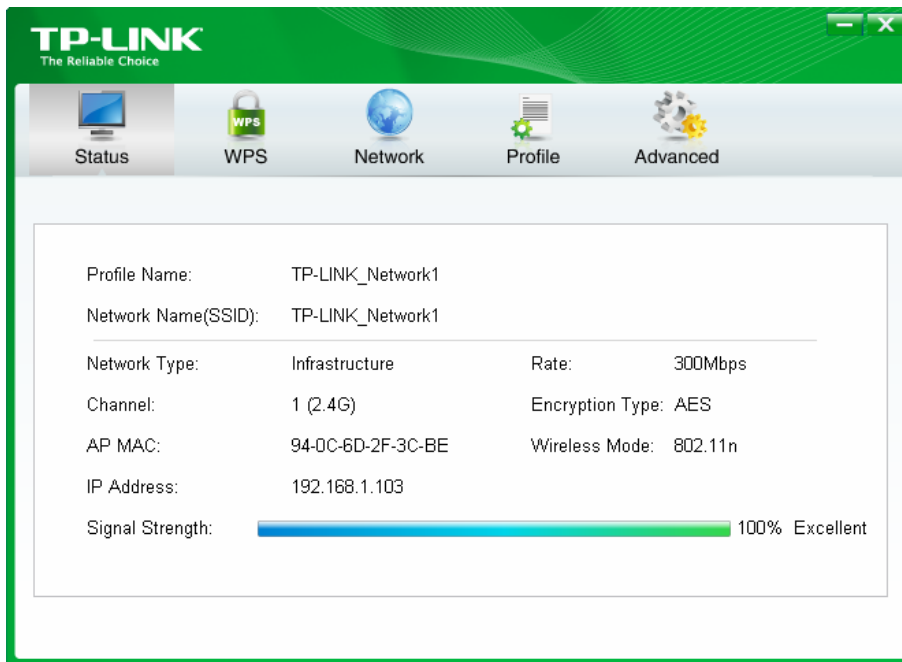 TP-LINK
The Reliable Choice
WPS
Status WPS Network Profile Advanced
Profile Name: TP-LINK_Network1
Network Name(SSID): TP-LINK_Network1
Network Type: Infrastructure Rate: 300Mbps
Channel: 1 (2.4G) Encryption Type: AES
AP MAC: 94-0C-6D-2F-3C-BE Wireless Mode: 802.11n
IP Address: 192.168.1.103
Signal Strength: 100% Excellent